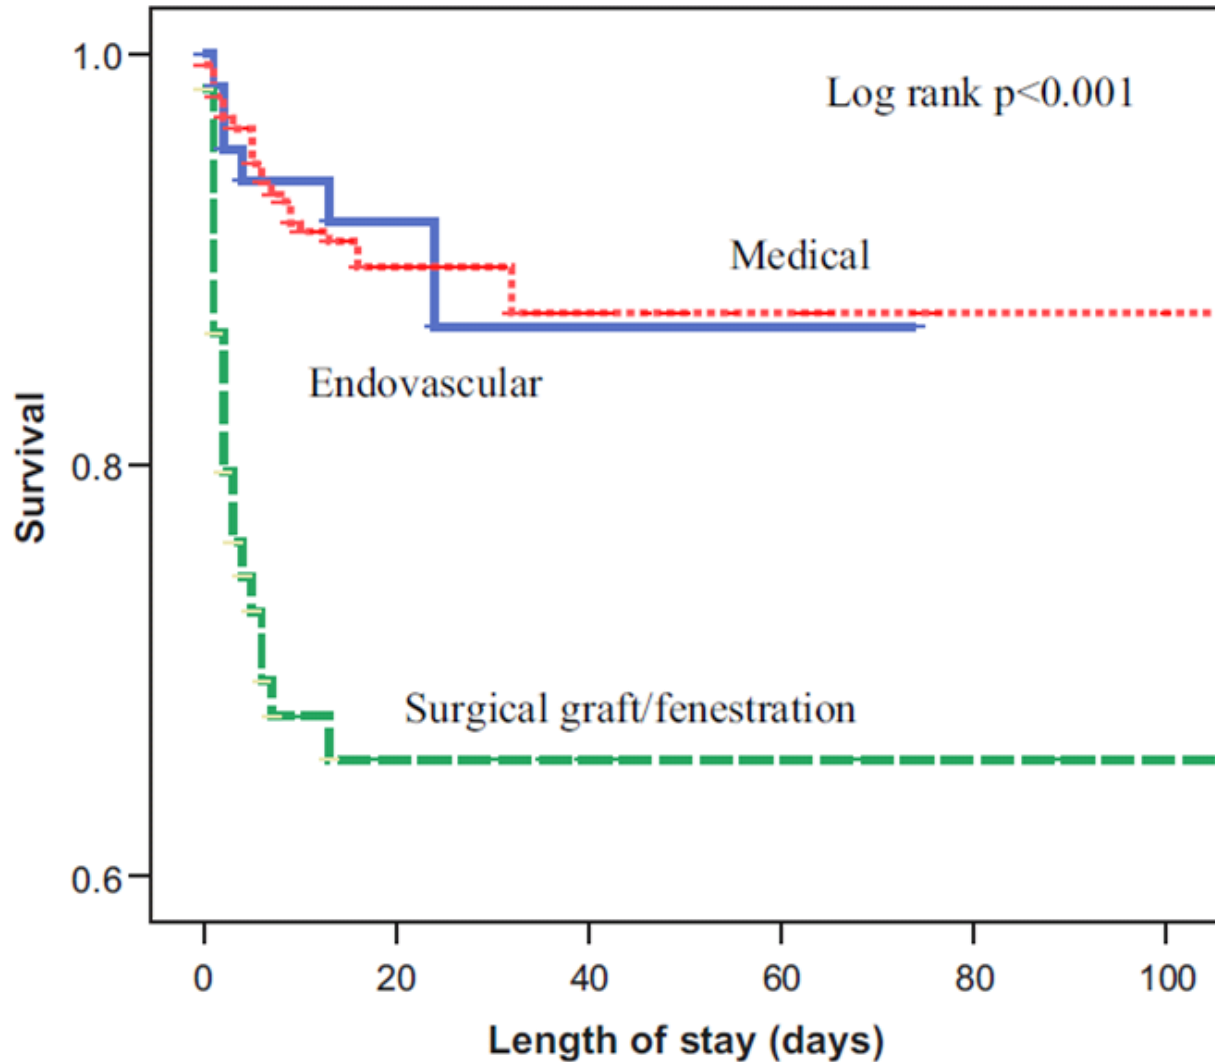 1.0
Log rank p<0.001
Medical
Endovascular
0.8
Survival
Surgical graft/fenestration
0.6
0 20 40 60 80 100
Length of stay (days)